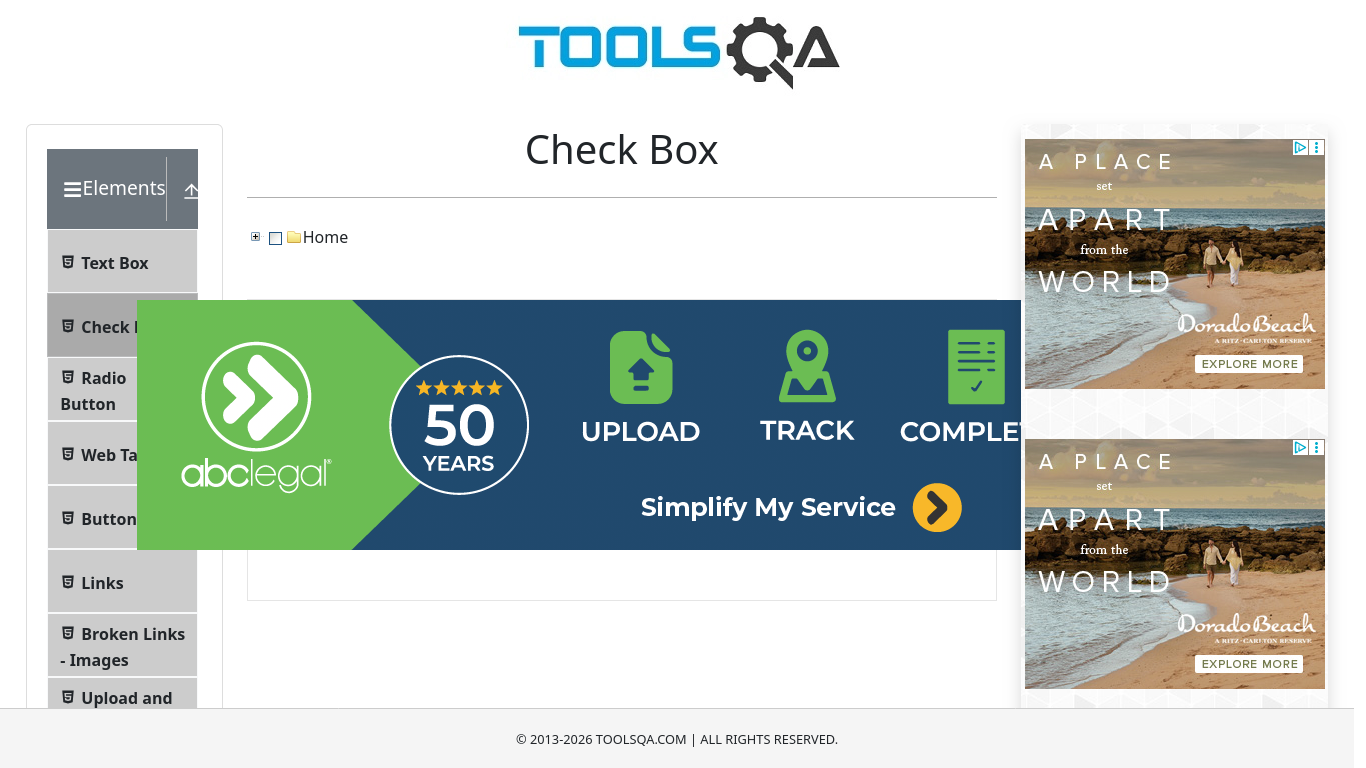 TOOLSQA
Check Box
Elements
Text Box
Check
Radio
Button
Web Ta
Button
Links
Broken Links
- Images
Upload and
Home
abclegal®
50
YEARS
UPLOAD
TRACK
COMPLET
Simplify My Service
A PLACE
set
APART
from the
WORLD
Dorado Beach
A RITZ-CARLTON RESERVE
EXPLORE MORE
A PLACE
set
APART
from the
WORLD
Dorado Beach
A RITZ-CARLTON RESERVE
EXPLORE MORE
© 2013-2026 TOOLSQA.COM | ALL RIGHTS RESERVED.